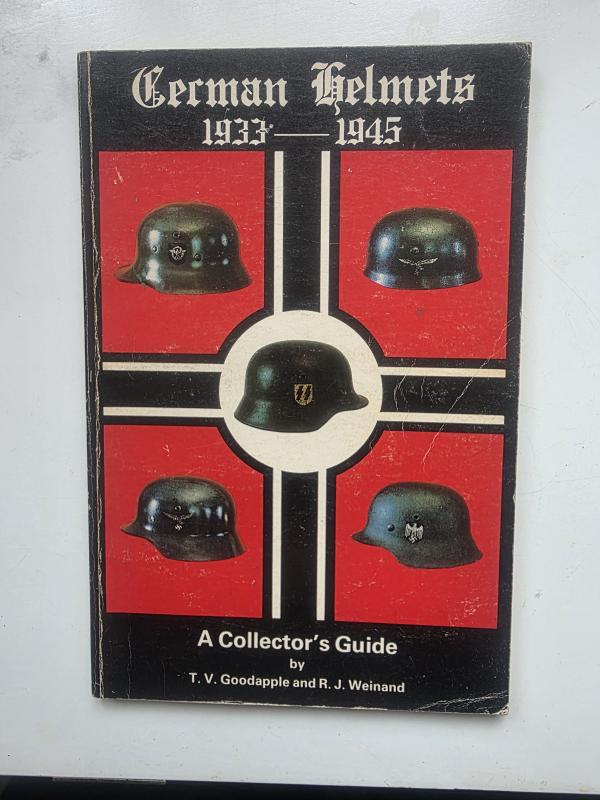 German Helmets
1933—1945
A Collector's Guide
by
T. V. Goodapple and R. J. Weinand